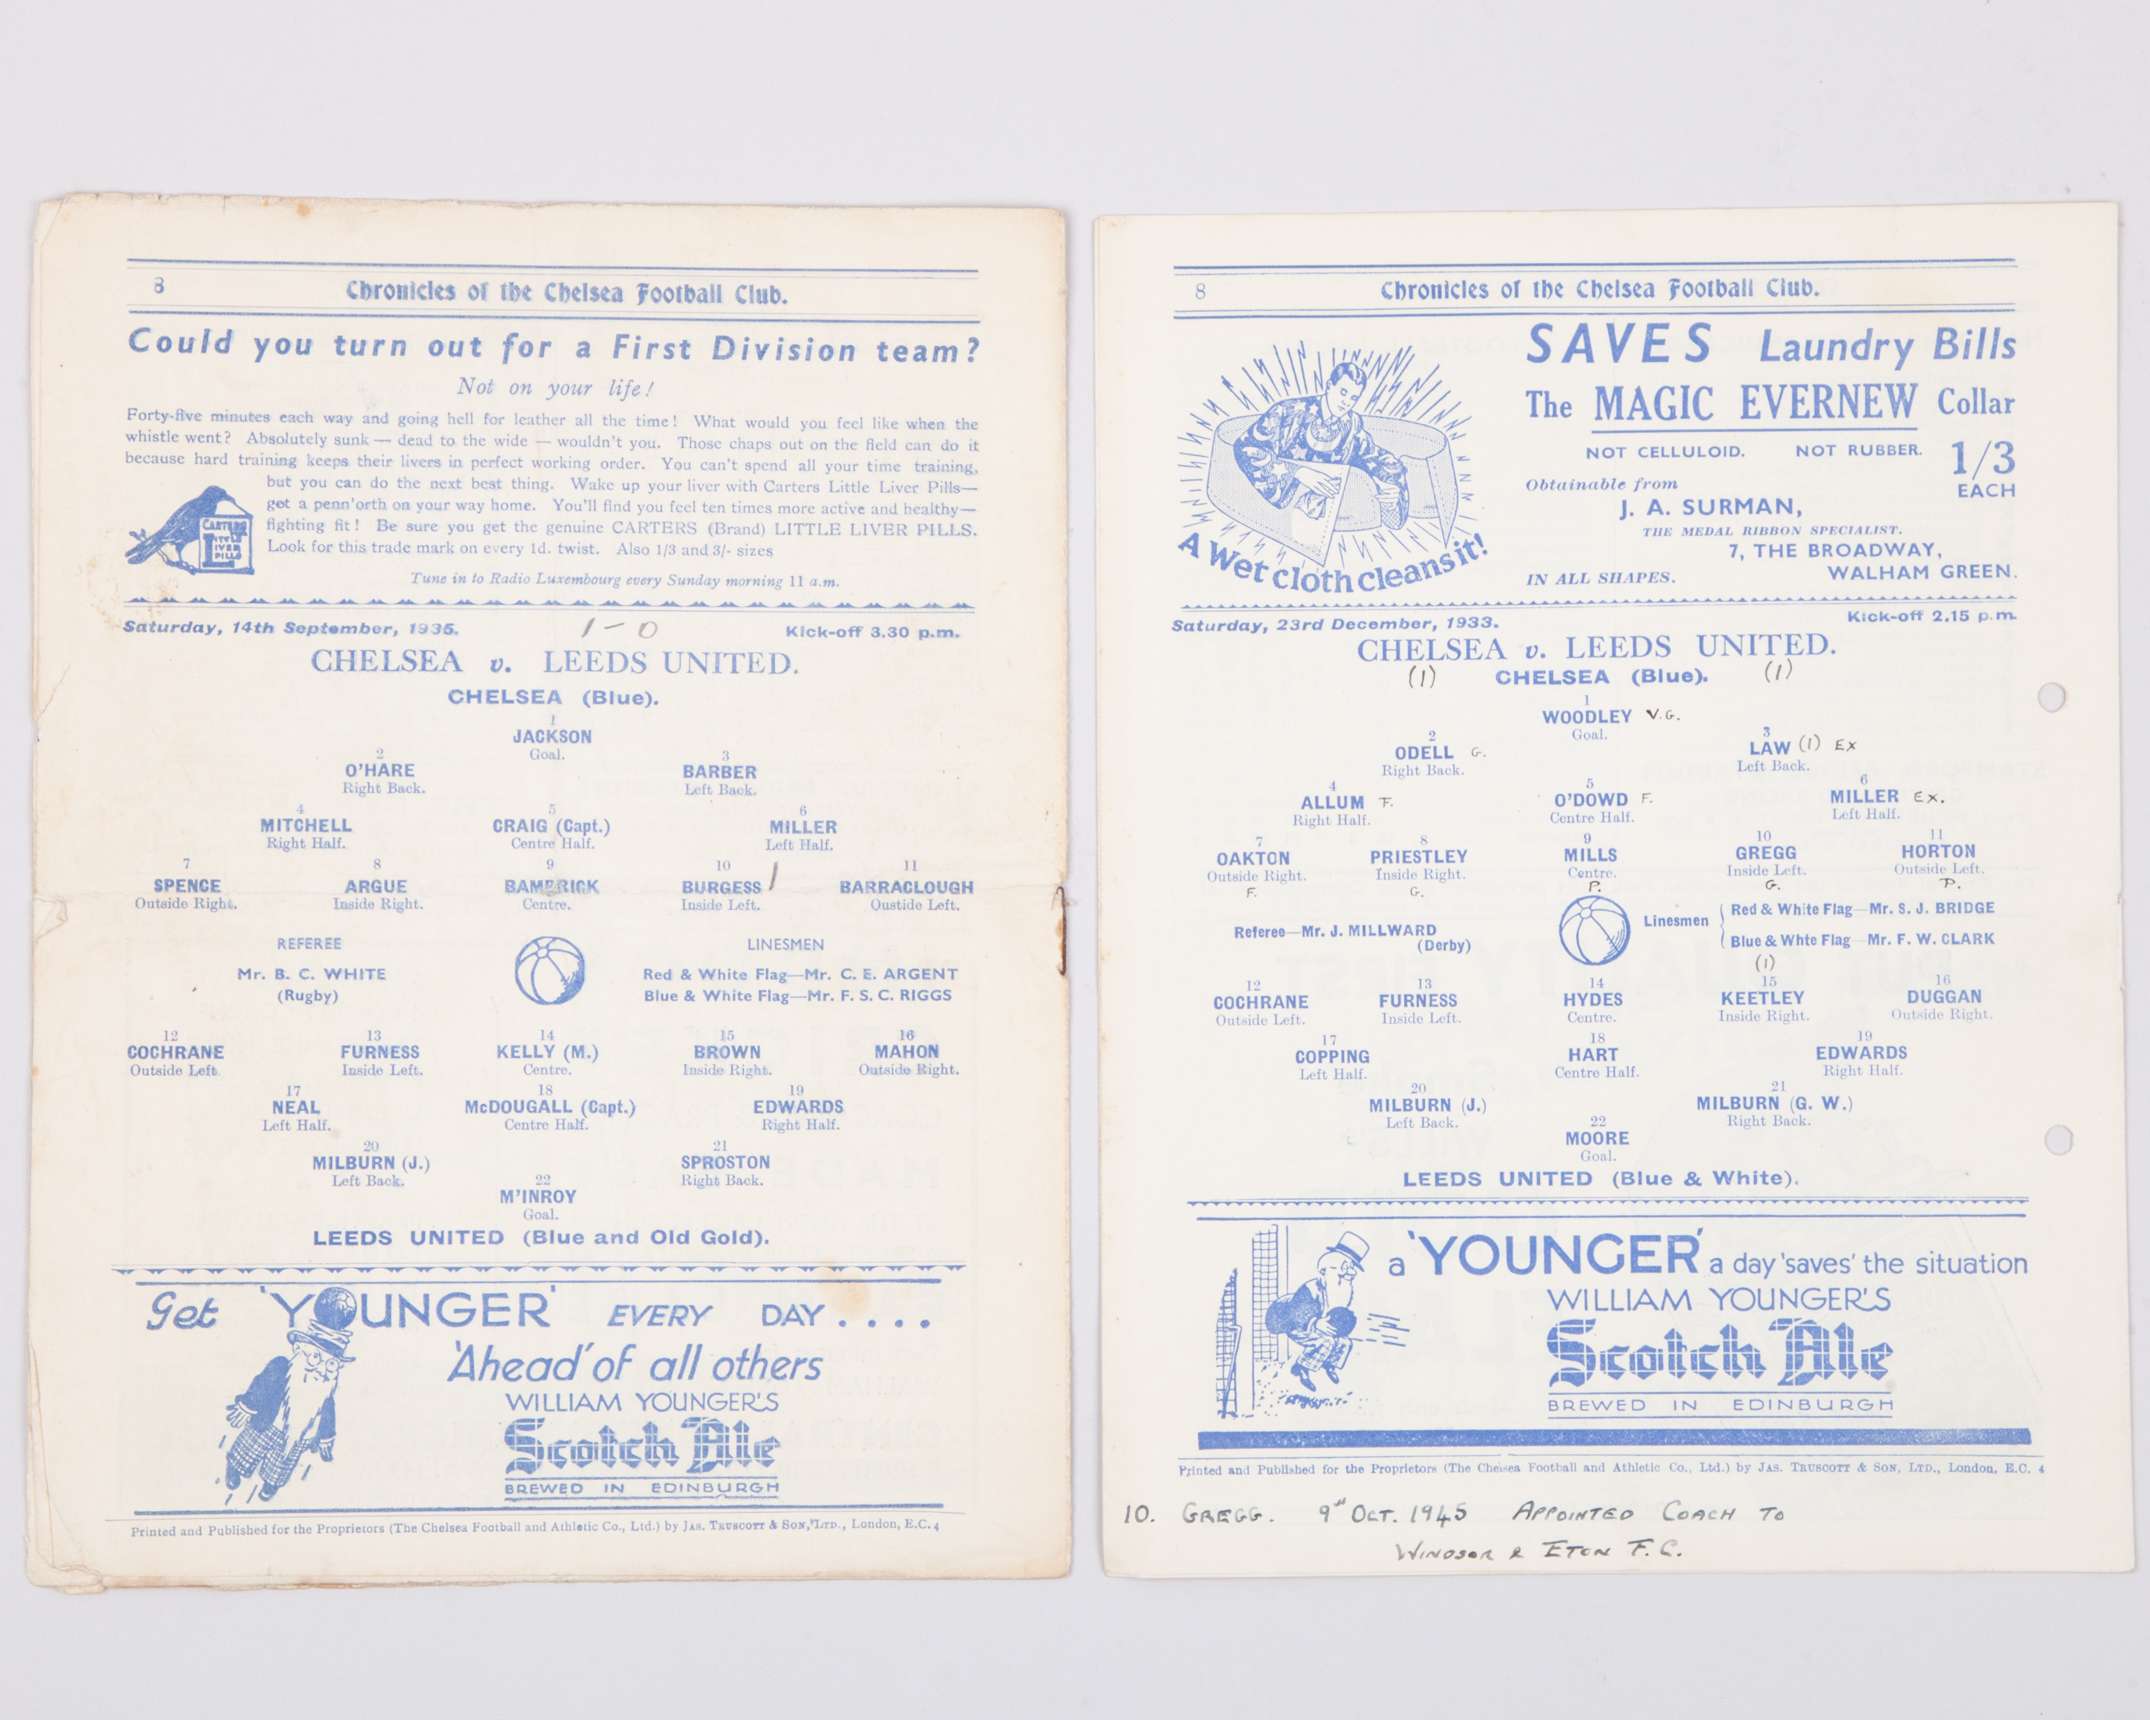 8
Chronicles of the Chelsea Football Club.
Could you turn out for a First Division team?
Not on your life!
Forty-five minutes each way and going hell for leather all the time! What would you feel like when the
whistle went? Absolutely sunk — dead to the wide — wouldn't you. Those chaps out on the field can do it
because hard training keeps their livers in perfect working order. You can't spend all your time training,
but you can do the next best thing. Wake up your liver with Carters Little Liver Pills—
get a penn'orth on your way home. You'll find you feel ten times more active and healthy—
fighting fit! Be sure you get the genuine CARTERS (Brand) LITTLE LIVER PILLS.
Look for this trade mark on every 1d. twist. Also 1/3 and 3/- sizes
CARTERS
LITTLE
LIVER
PILLS
Tune in to Radio Luxembourg every Sunday morning 11 a.m.
Saturday, 14th September, 1935. 1-0 Kick-off 3.30 p.m.
CHELSEA v. LEEDS UNITED.
CHELSEA (Blue).
1
JACKSON
Goal.
2 3
O'HARE BARBER
Right Back. Left Back.
4 5 6
MITCHELL CRAIG (Capt.) MILLER
Right Half. Centre Half. Left Half.
7 8 9 10 11
SPENCE ARGUE BAMBRICK BURGESS 1 BARRACLOUGH
Outside Right. Inside Right. Centre. Inside Left. Oustide Left.
REFEREE LINESMEN
Mr. B. C. WHITE Red & White Flag—Mr. C. E. ARGENT
(Rugby) Blue & White Flag—Mr. F. S. C. RIGGS
12 13 14 15 16
COCHRANE FURNESS KELLY (M.) BROWN MAHON
Outside Left. Inside Left. Centre. Inside Right. Outside Right.
17 18 19
NEAL McDOUGALL (Capt.) EDWARDS
Left Half. Centre Half. Right Half.
20 21
MILBURN (J.) SPROSTON
Left Back. Right Back.
22
M'INROY
Goal.
LEEDS UNITED (Blue and Old Gold).
Get 'YOUNGER' EVERY DAY . . . .
'Ahead' of all others
WILLIAM YOUNGER'S
Scotch Ale
BREWED IN EDINBURGH
Printed and Published for the Proprietors (The Chelsea Football and Athletic Co., Ltd.) by JAS. TRUSCOTT & SON, LTD., London, E.C. 4
8
Chronicles of the Chelsea Football Club.
SAVES Laundry Bills
The MAGIC EVERNEW Collar
NOT CELLULOID. NOT RUBBER. 1/3
EACH
Obtainable from
J. A. SURMAN,
THE MEDAL RIBBON SPECIALIST.
7, THE BROADWAY,
IN ALL SHAPES. WALHAM GREEN.
A Wet cloth cleans it!
Saturday, 23rd December, 1933. Kick-off 2.15 p.m.
CHELSEA v. LEEDS UNITED.
(1) CHELSEA (Blue). (1)
1
WOODLEY V.G.
Goal.
2 3
ODELL G. LAW (1) EX
Right Back. Left Back.
4 5 6
ALLUM F. O'DOWD F. MILLER EX.
Right Half. Centre Half. Left Half.
7 8 9 10 11
OAKTON PRIESTLEY MILLS GREGG HORTON
Outside Right. Inside Right. Centre. Inside Left. Outside Left.
F. G. P. G. P.
Referee—Mr. J. MILLWARD
(Derby)
Linesmen
Red & White Flag—Mr. S. J. BRIDGE
Blue & Whte Flag—Mr. F. W. CLARK
(1)
12 13 14 15 16
COCHRANE FURNESS HYDES KEETLEY DUGGAN
Outside Left. Inside Left. Centre. Inside Right. Outside Right.
17 18 19
COPPING HART EDWARDS
Left Half. Centre Half. Right Half.
20 21
MILBURN (J.) MILBURN (G. W.)
Left Back. Right Back.
22
MOORE
Goal.
LEEDS UNITED (Blue & White).
a 'YOUNGER' a day 'saves' the situation
WILLIAM YOUNGER'S
Scotch Ale
BREWED IN EDINBURGH
Printed and Published for the Proprietors (The Chelsea Football and Athletic Co., Ltd.) by JAS. TRUSCOTT & SON, LTD., London, E.C. 4
10. GREGG. 9th OCT. 1945 APPOINTED COACH TO
WINDSOR & ETON F.C.